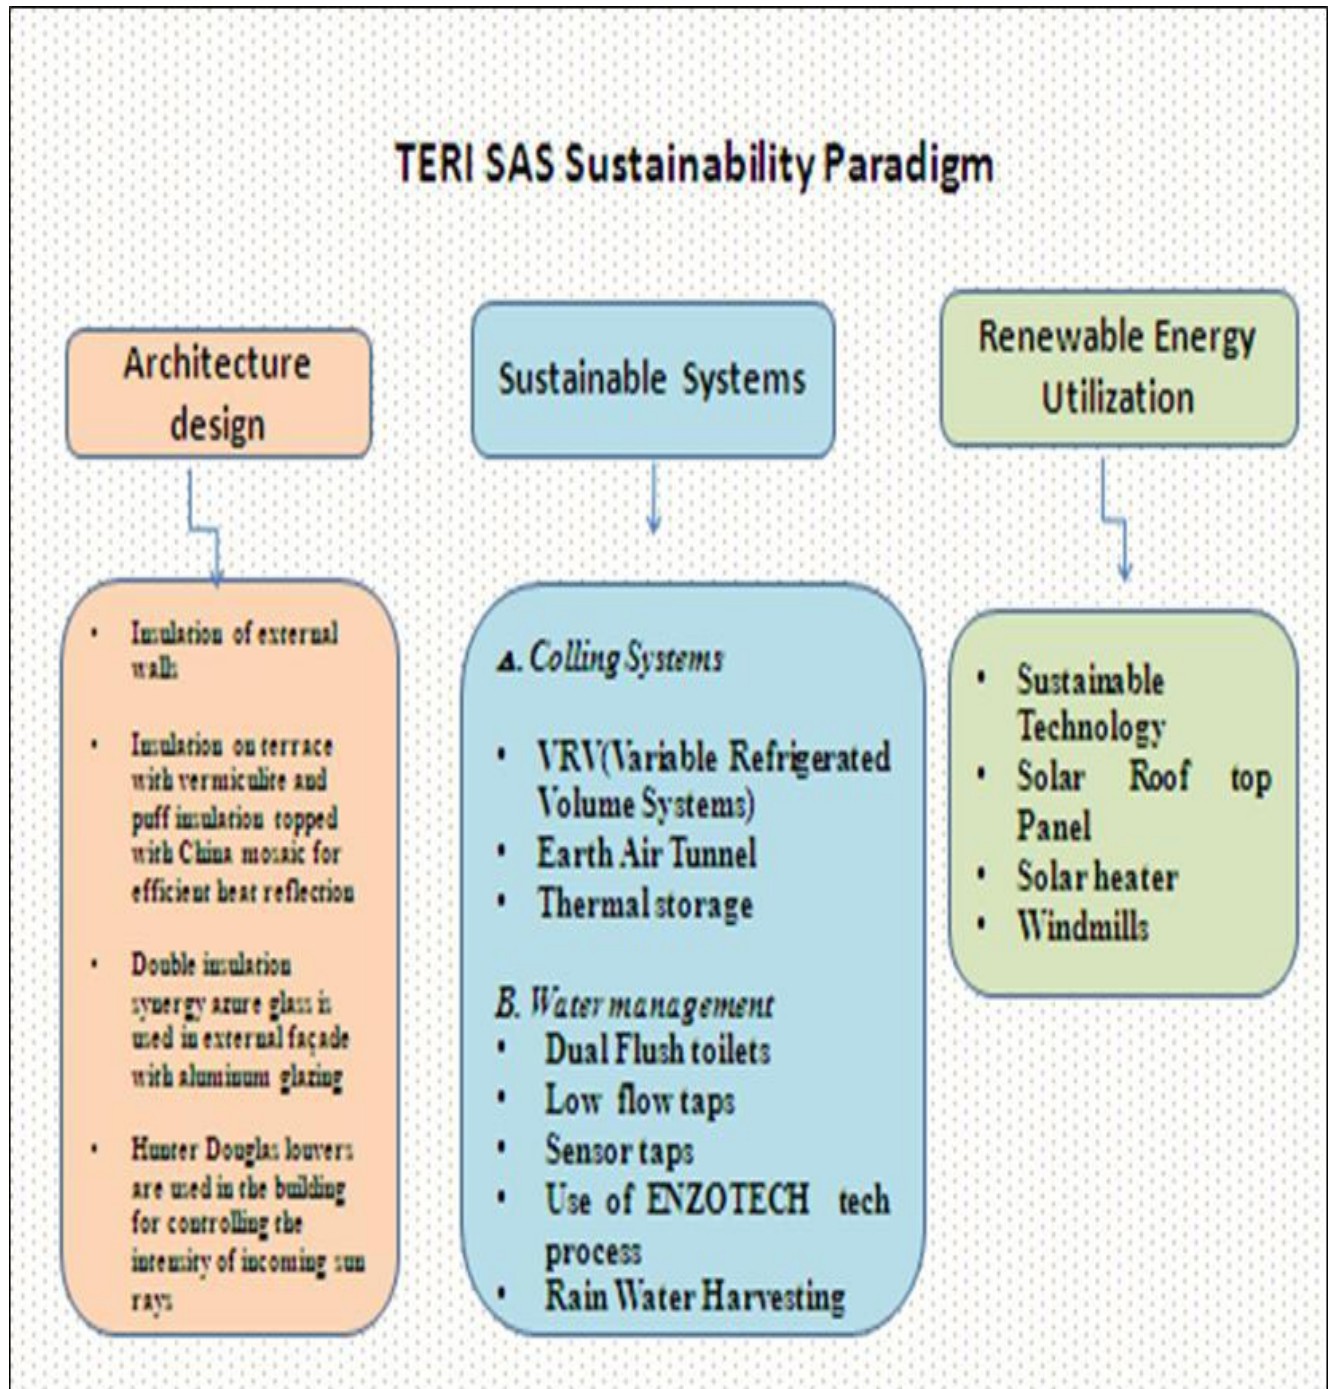 TERI SAS Sustainability Paradigm
Architecture
design
• Insulation of external
walls
• Insulation on terrace
with vermiculite and
puff insulation topped
with China mosaic for
efficient heat reflection
• Double insulation
synergy azure glass is
used in external façade
with aluminum glazing
• Hunter Douglas louvers
are used in the building
for controlling the
intensity of incoming sun
rays
Sustainable Systems
A. Colling Systems
• VRV(Variable Refrigerated
Volume Systems)
• Earth Air Tunnel
• Thermal storage
B. Water management
• Dual Flush toilets
• Low flow taps
• Sensor taps
• Use of ENZOTECH tech
process
• Rain Water Harvesting
Renewable Energy
Utilization
• Sustainable
Technology
• Solar Roof top
Panel
• Solar heater
• Windmills